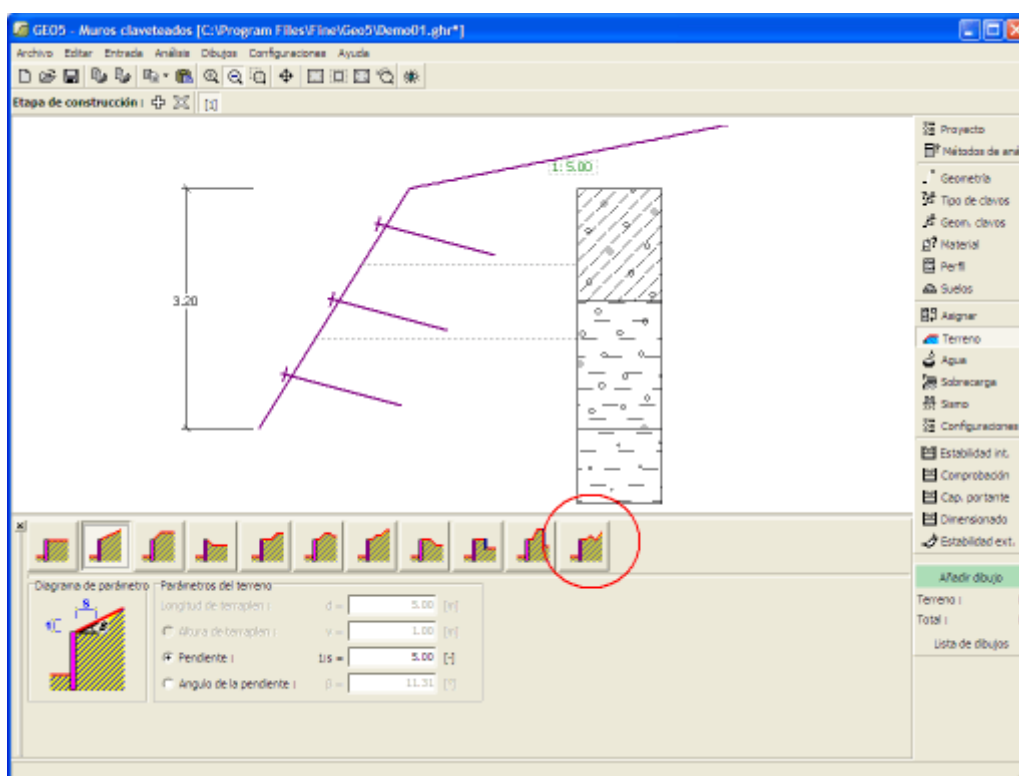 GEO5 - Muros claveteados [C:\Program Files\Fine\Geo5\Demo01.ghr*]
Archivo Editar Entrada Análisis Dibujos Configuraciones Ayuda
Etapa de construcción : [1]
1: 5.00
3.20
Proyecto
Métodos de aná
Geometría
Tipo de clavos
Geom. clavos
Material
Perfil
Suelos
Asignar
Terreno
Agua
Sobrecarga
Sismo
Configuraciones
Estabilidad int.
Comprobación
Cap. portante
Dimensionado
Estabilidad ext.
Añadir dibujo
Terreno :
Total :
Lista de dibujos
Diagrama de parámetro
Parámetros del terreno
Longitud de terraplen : d = 5.00 [m]
Altura de terraplen : v = 1.00 [m]
Pendiente : 1:s = 5.00 [-]
Angulo de la pendiente : β = 11.31 [°]